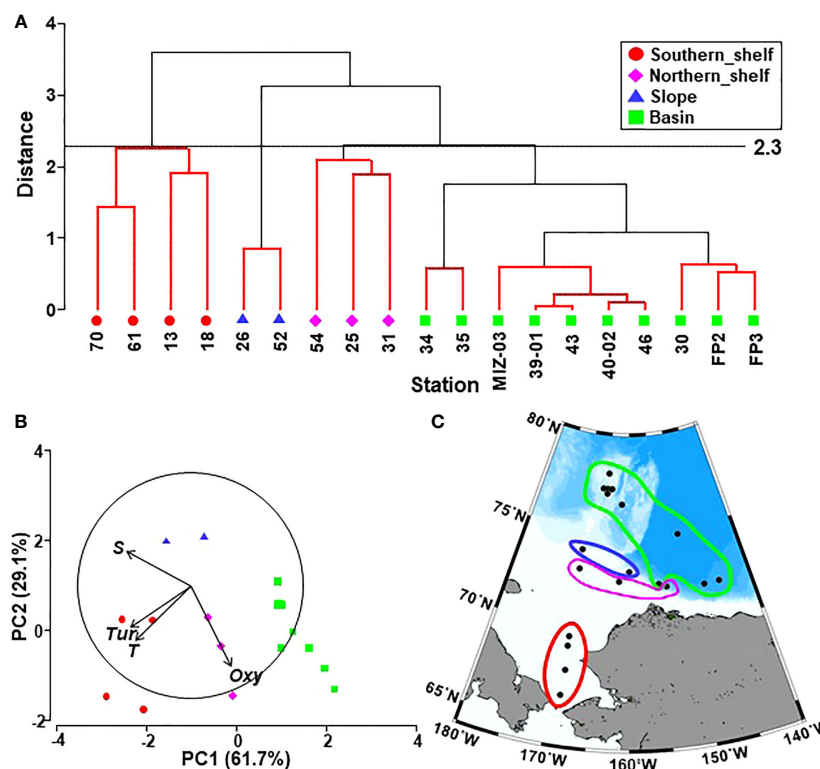 A
4
3
2
1
0
Distance
Southern_shelf
Northern_shelf
Slope
Basin
2.3
70 61 13 18 26 52 54 25 31 34 35 MIZ-03 39-01 43 40-02 46 30 FP2 FP3
Station
B
4
2
0
-2
PC2 (29.1%)
S
Tur
T
Oxy
-4 -2 0 2 4
PC1 (61.7%)
C
80°N
75°N
70°N
65°N
180°W 170°W 160°W 150°W 140°W